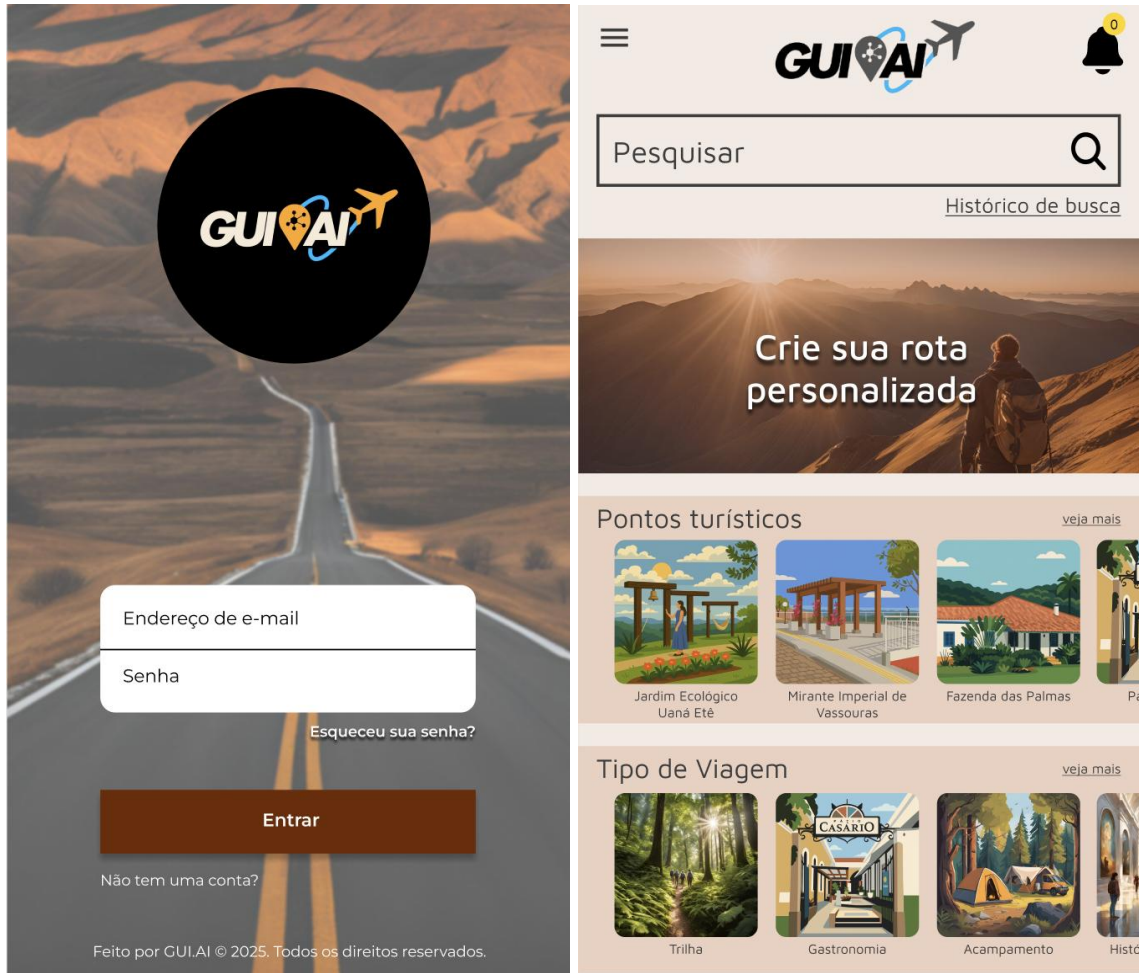 GUI AI
Endereço de e-mail
Senha
Esqueceu sua senha?
Entrar
Não tem uma conta?
Feito por GUI.AI © 2025. Todos os direitos reservados.
GUI AI
0
Pesquisar
Histórico de busca
Crie sua rota
personalizada
Pontos turísticos
veja mais
Jardim Ecológico
Uaná Etê
Mirante Imperial de
Vassouras
Fazenda das Palmas
Pa
Tipo de Viagem
veja mais
PÁTIO
CASARIO
Trilha
Gastronomia
Acampamento
Histó